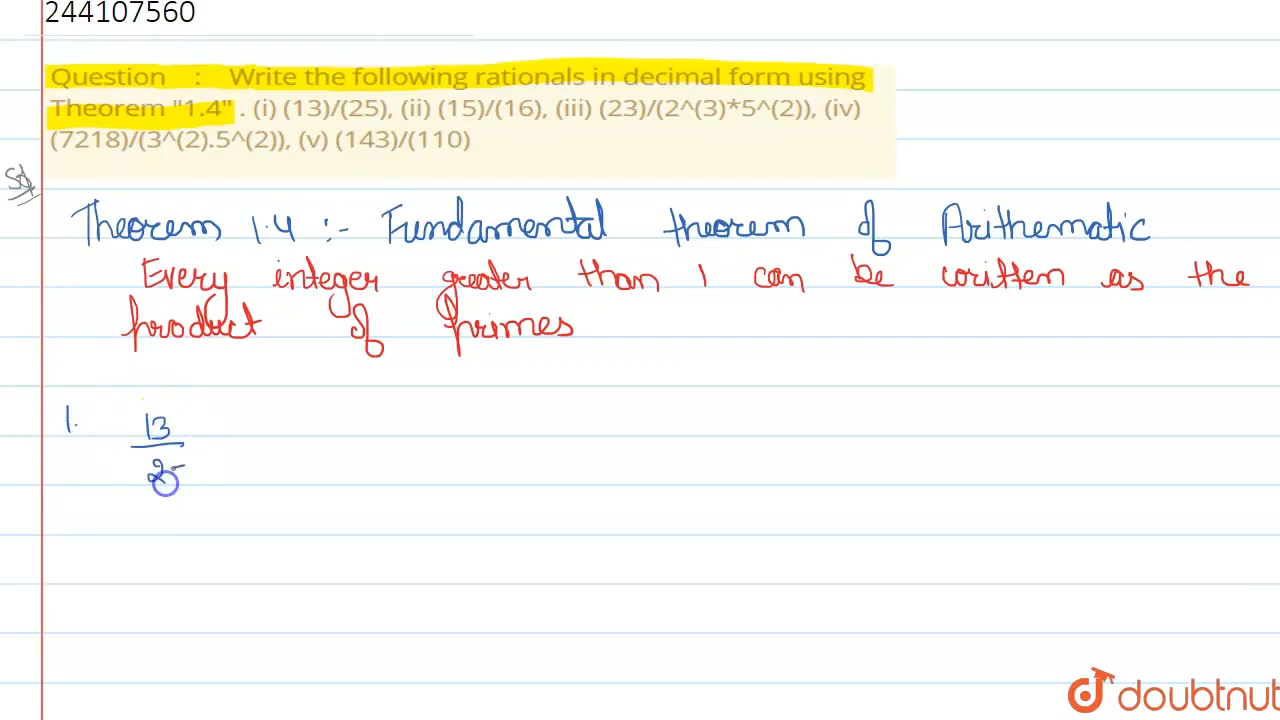 244107560
Question : Write the following rationals in decimal form using
Theorem "1.4" . (i) (13)/(25), (ii) (15)/(16), (iii) (23)/(2^(3)*5^(2)), (iv)
(7218)/(3^(2).5^(2)), (v) (143)/(110)
Theorem 1.4 :- Fundamental theorem of Arithematic
Every integer greater than 1 can be written as the
product of primes
1. 13
2
doubtnut